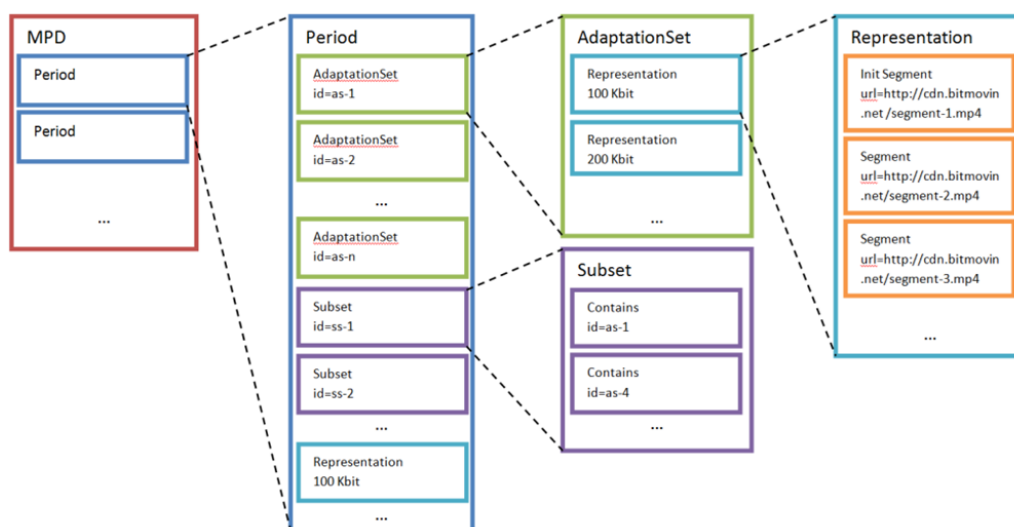 MPD
Period
Period
...
Period
AdaptationSet
id=as-1
AdaptationSet
id=as-2
...
AdaptationSet
id=as-n
Subset
id=ss-1
Subset
id=ss-2
...
Representation
100 Kbit
...
AdaptationSet
Representation
100 Kbit
Representation
200 Kbit
...
Subset
Contains
id=as-1
Contains
id=as-4
...
Representation
Init Segment
url=http://cdn.bitmovin
.net/segment-1.mp4
Segment
url=http://cdn.bitmovin
.net/segment-2.mp4
Segment
url=http://cdn.bitmovin
.net/segment-3.mp4
...